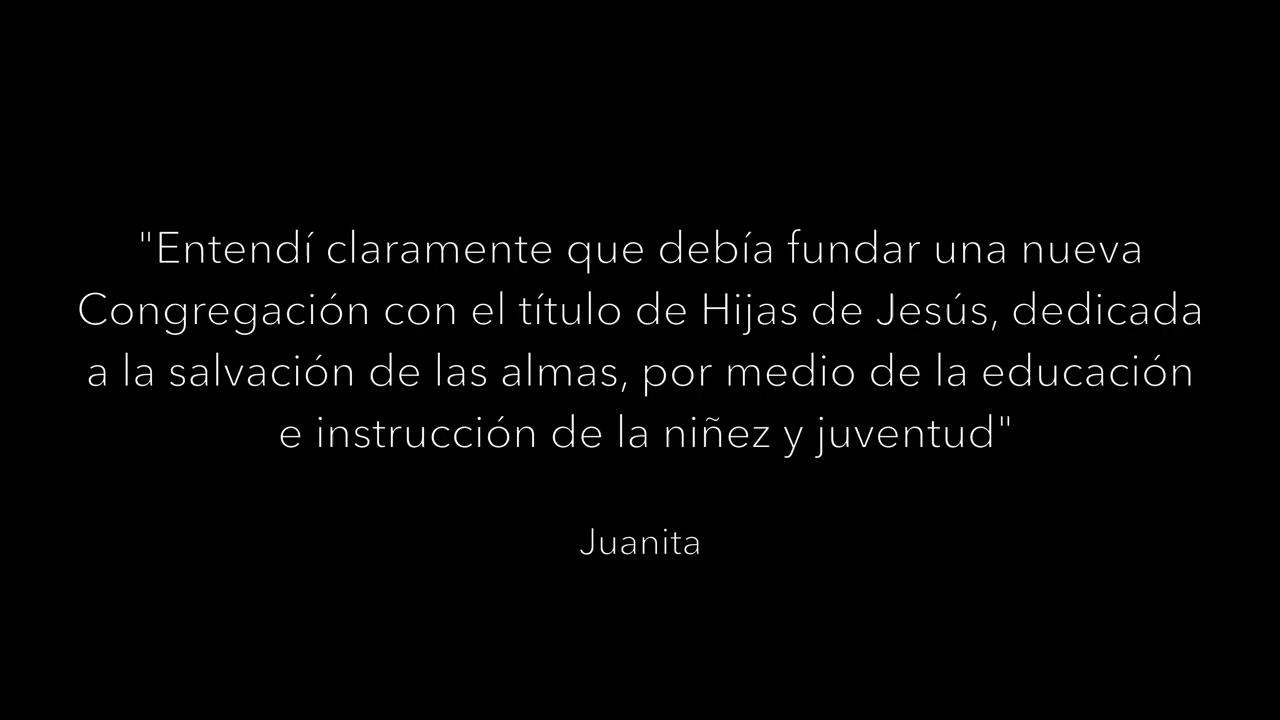 "Entendí claramente que debía fundar una nueva
Congregación con el título de Hijas de Jesús, dedicada
a la salvación de las almas, por medio de la educación
e instrucción de la niñez y juventud"
Juanita